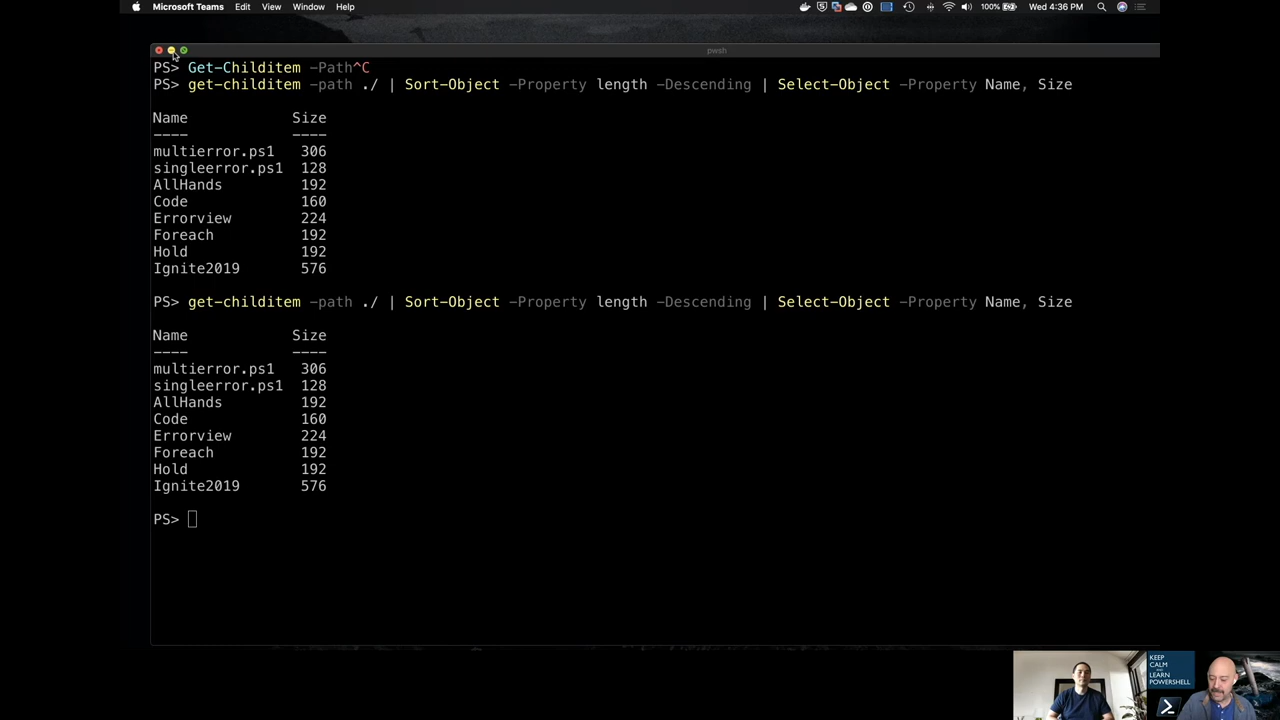 Microsoft Teams Edit View Window Help 100% Wed 4:36 PM
pwsh
PS> Get-Childitem -Path^C
PS> get-childitem -path ./ | Sort-Object -Property length -Descending | Select-Object -Property Name, Size
Name Size
---- ----
multierror.ps1 306
singleerror.ps1 128
AllHands 192
Code 160
Errorview 224
Foreach 192
Hold 192
Ignite2019 576
PS> get-childitem -path ./ | Sort-Object -Property length -Descending | Select-Object -Property Name, Size
Name Size
---- ----
multierror.ps1 306
singleerror.ps1 128
AllHands 192
Code 160
Errorview 224
Foreach 192
Hold 192
Ignite2019 576
PS>
KEEP
CALM
AND
LEARN
POWERSHELL